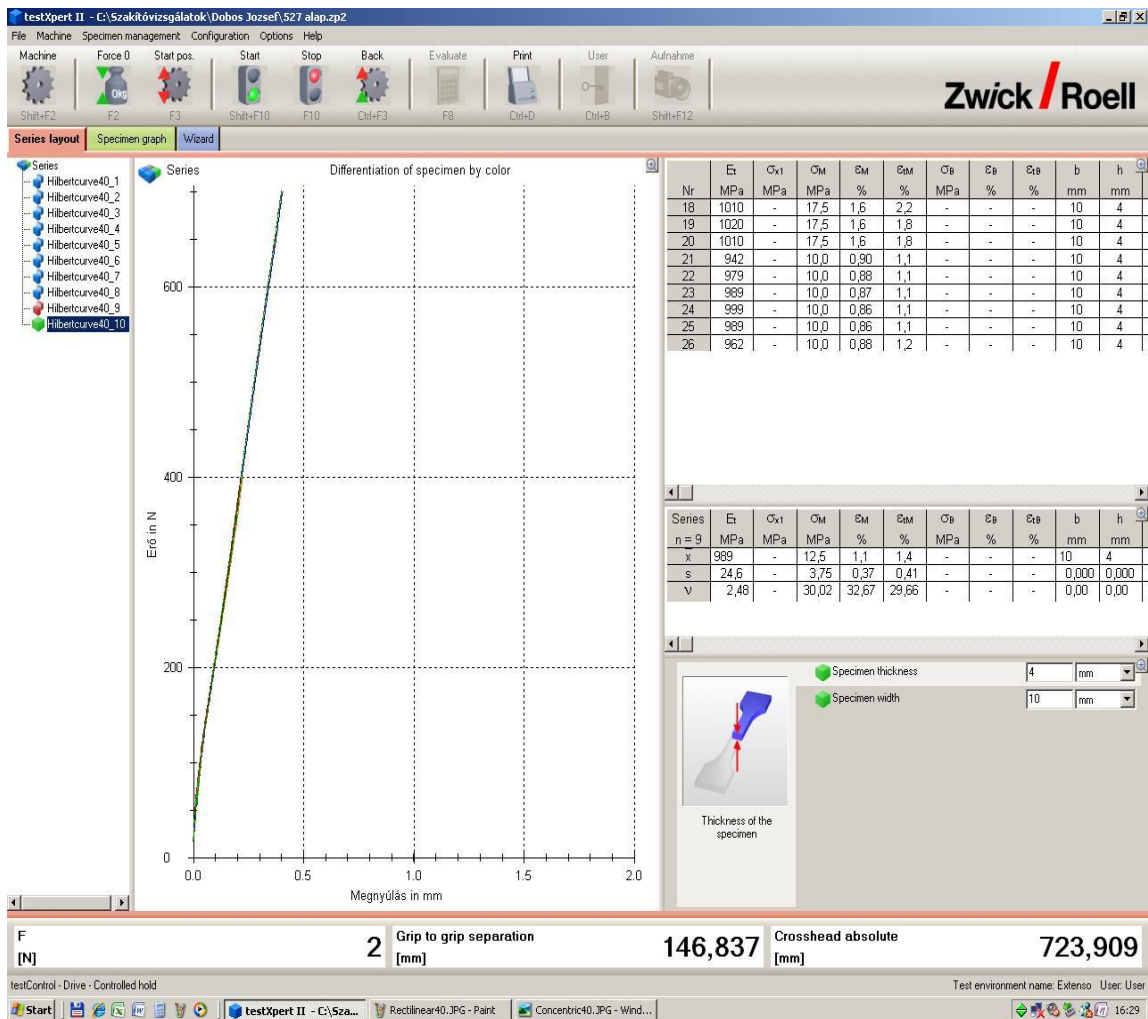 testXpert II - C:\Szakítóvizsgálatok\Dobos Jozsef\527 alap.zp2
File Machine Specimen management Configuration Options Help
Machine Force 0 Start pos. Start Stop Back Evaluate Print User Aufnahme
0kg
Shift+F2 F2 F3 Shift+F10 F10 Ctrl+F3 F8 Ctrl+D Ctrl+B Shift+F12
Zwick / Roell
Series layout Specimen graph Wizard
Series
Hilbertcurve40_1
Hilbertcurve40_2
Hilbertcurve40_3
Hilbertcurve40_4
Hilbertcurve40_5
Hilbertcurve40_6
Hilbertcurve40_7
Hilbertcurve40_8
Hilbertcurve40_9
Hilbertcurve40_10
Series Differentiation of specimen by color
600
400
200
0
Erő in N
0.0 0.5 1.0 1.5 2.0
Megnyúlás in mm
Et σx1 σM εM εtM σB εB εtB b h
Nr MPa MPa MPa % % MPa % % mm mm
18 1010 - 17,5 1,6 2,2 - - - 10 4
19 1020 - 17,5 1,6 1,8 - - - 10 4
20 1010 - 17,5 1,6 1,8 - - - 10 4
21 942 - 10,0 0,90 1,1 - - - 10 4
22 979 - 10,0 0,88 1,1 - - - 10 4
23 989 - 10,0 0,87 1,1 - - - 10 4
24 999 - 10,0 0,86 1,1 - - - 10 4
25 989 - 10,0 0,86 1,1 - - - 10 4
26 962 - 10,0 0,88 1,2 - - - 10 4
Series Et σx1 σM εM εtM σB εB εtB b h
n = 9 MPa MPa MPa % % MPa % % mm mm
x̄ 989 - 12,5 1,1 1,4 - - - 10 4
s 24,6 - 3,75 0,37 0,41 - - - 0,000 0,000
ν 2,48 - 30,02 32,67 29,66 - - - 0,00 0,00
Specimen thickness 4 mm
Specimen width 10 mm
Thickness of the
specimen
F
[N] 2
Grip to grip separation
[mm] 146,837
Crosshead absolute
[mm] 723,909
testControl - Drive - Controlled hold Test environment name: Extenso User: User
Start testXpert II - C:\Sza... Rectilinear40.JPG - Paint Concentric40.JPG - Wind... 16:29